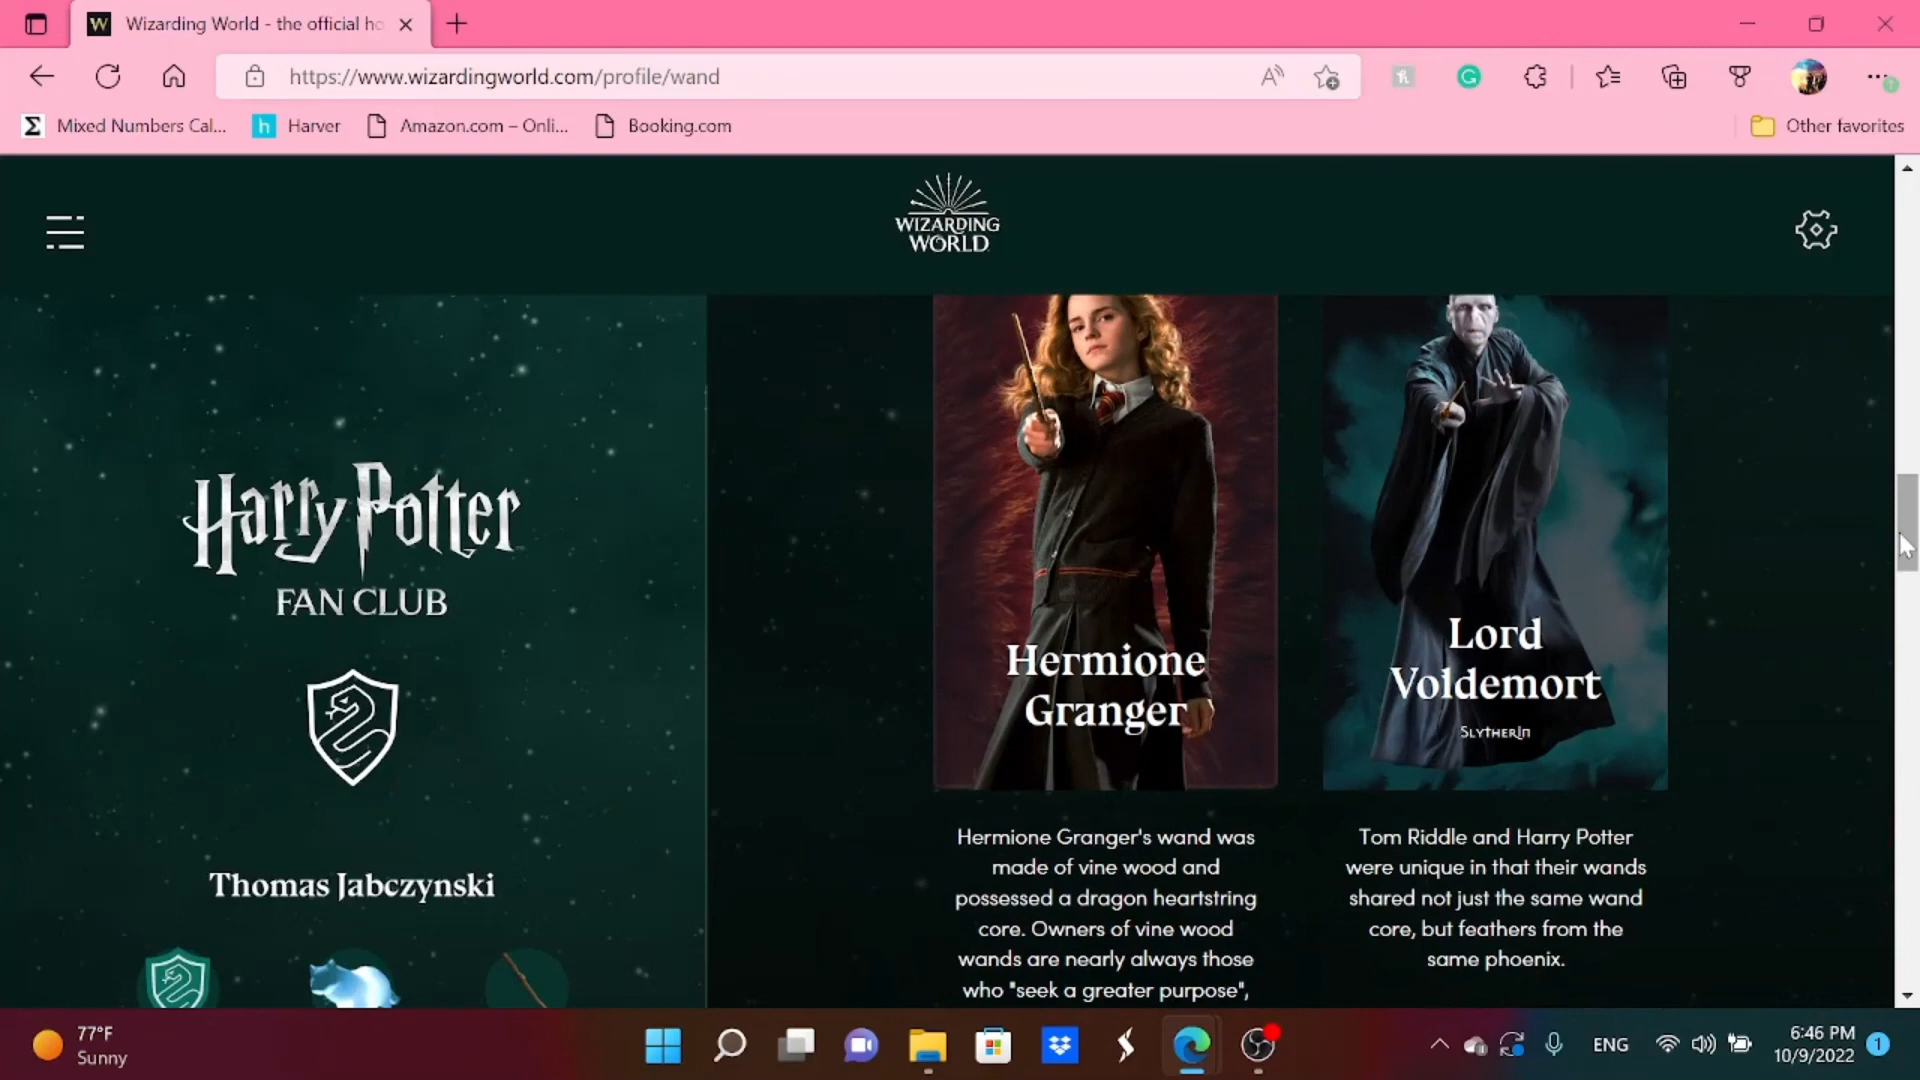 W Wizarding World - the official ho
https://www.wizardingworld.com/profile/wand
Mixed Numbers Cal...
h Harver
Amazon.com – Onli...
Booking.com
Other favorites
WIZARDING
WORLD
Harry Potter
FAN CLUB
Thomas Jabczynski
Hermione
Granger
Hermione Granger's wand was
made of vine wood and
possessed a dragon heartstring
core. Owners of vine wood
wands are nearly always those
who "seek a greater purpose",
Lord
Voldemort
Slytherin
Tom Riddle and Harry Potter
were unique in that their wands
shared not just the same wand
core, but feathers from the
same phoenix.
77°F
Sunny
ENG
6:46 PM
10/9/2022
1